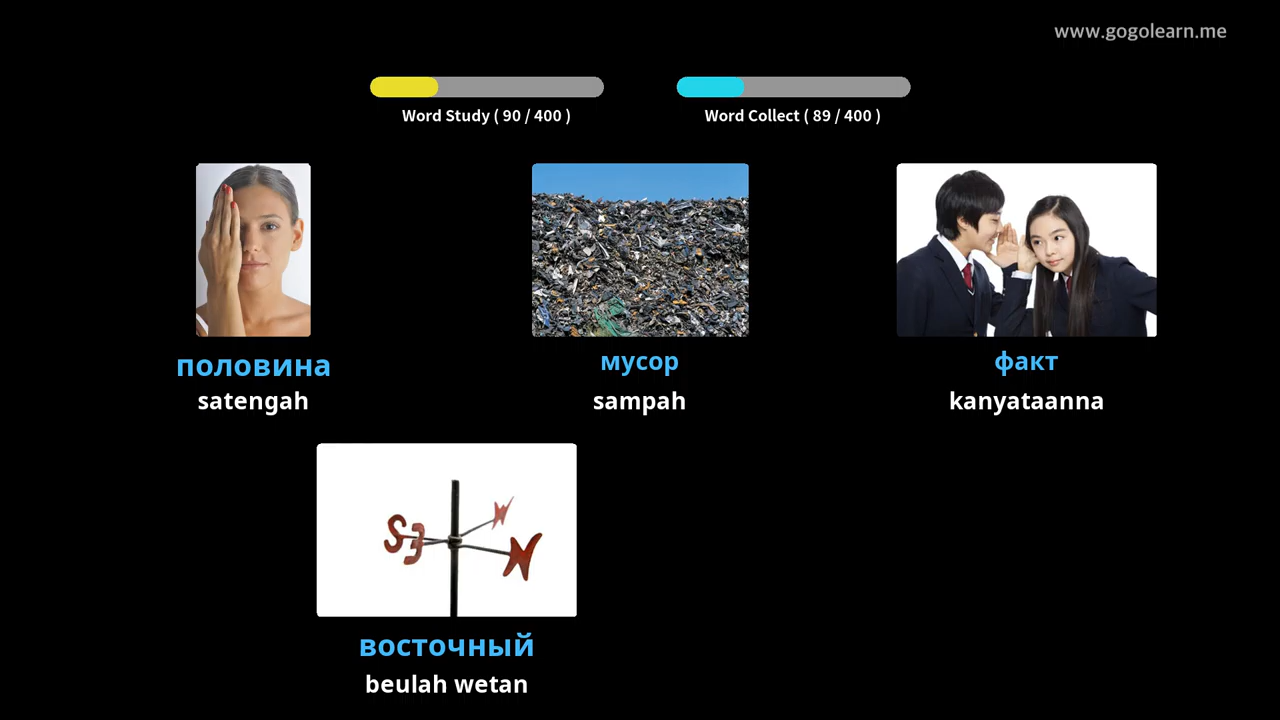 www.gogolearn.me
Word Study ( 90 / 400 )
Word Collect ( 89 / 400 )
половина
satengah
мусор
sampah
факт
kanyataanna
S E N
восточный
beulah wetan